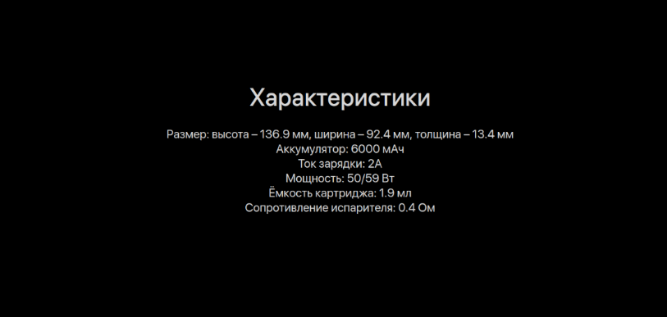 Характеристики
Размер: высота – 136.9 мм, ширина – 92.4 мм, толщина – 13.4 мм
Аккумулятор: 6000 мАч
Ток зарядки: 2А
Мощность: 50/59 Вт
Ёмкость картриджа: 1.9 мл
Сопротивление испарителя: 0.4 Ом